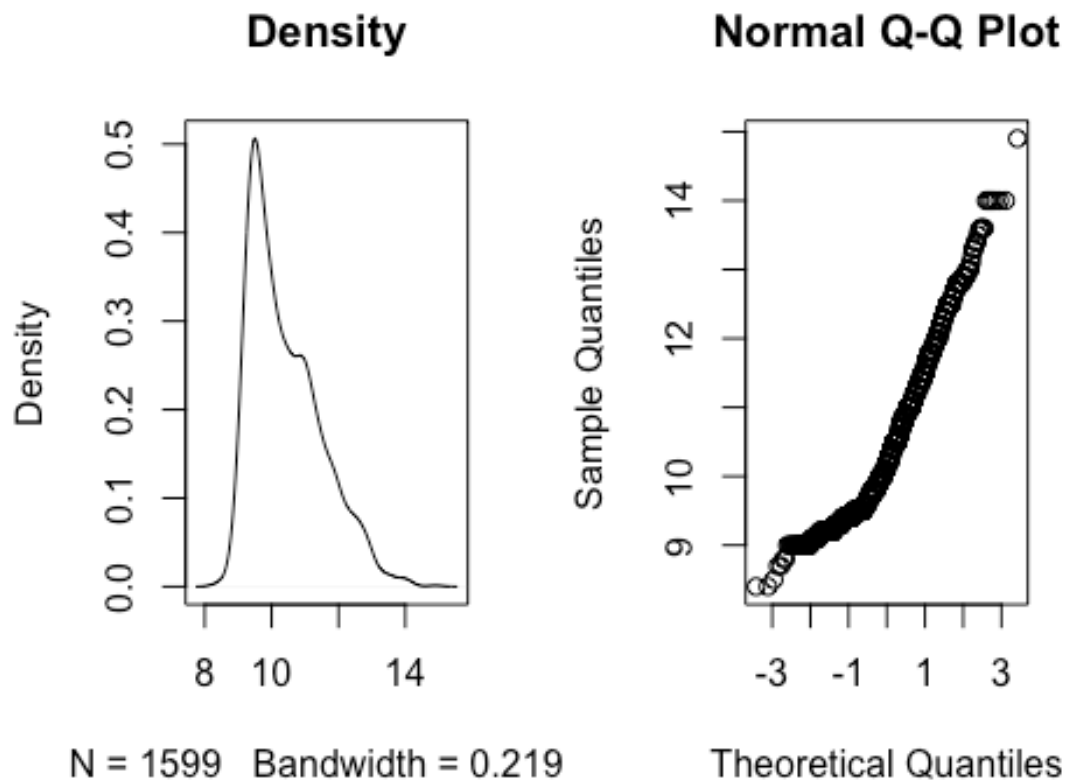 Density
Density
0.0 0.1 0.2 0.3 0.4 0.5
8 10 14
N = 1599 Bandwidth = 0.219
Normal Q-Q Plot
Sample Quantiles
9 10 12 14
-3 -1 1 3
Theoretical Quantiles